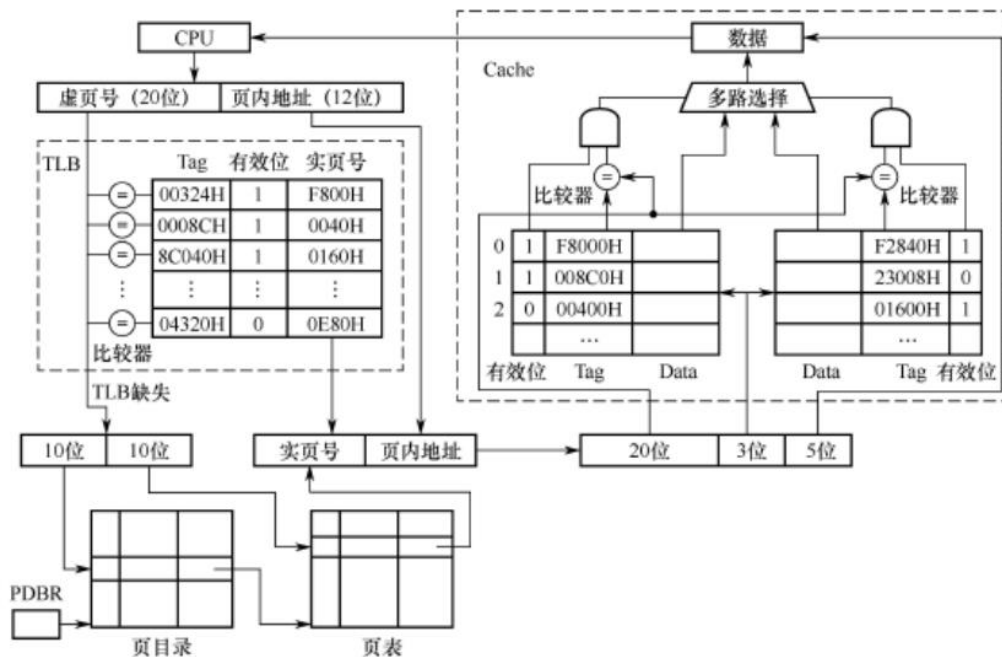 CPU
数据
Cache
虚页号（20位） 页内地址（12位）
多路选择
TLB
Tag 有效位 实页号
= 00324H 1 F800H
= 0008CH 1 0040H
= 8C040H 1 0160H
⋮ ⋮ ⋮ ⋮
= 04320H 0 0E80H
比较器
TLB缺失
比较器 = = 比较器
0 1 F8000H F2840H 1
1 1 008C0H 23008H 0
2 0 00400H 01600H 1
... ...
有效位 Tag Data Data Tag 有效位
10位 10位
实页号 页内地址
20位 3位 5位
PDBR
页目录 页表